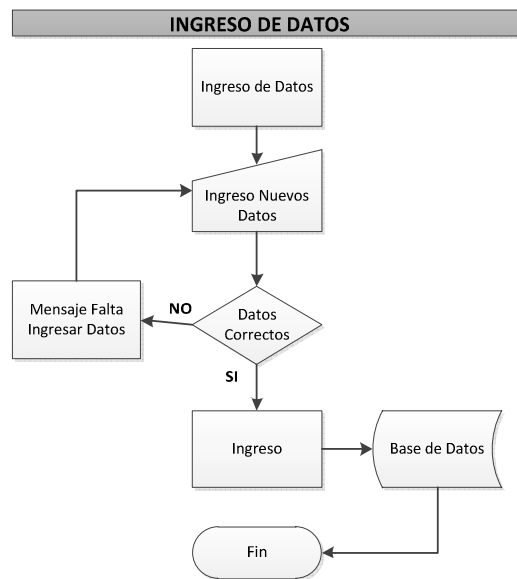 INGRESO DE DATOS
Ingreso de Datos
Ingreso Nuevos
Datos
Mensaje Falta
Ingresar Datos
NO
Datos
Correctos
SI
Ingreso
Base de Datos
Fin